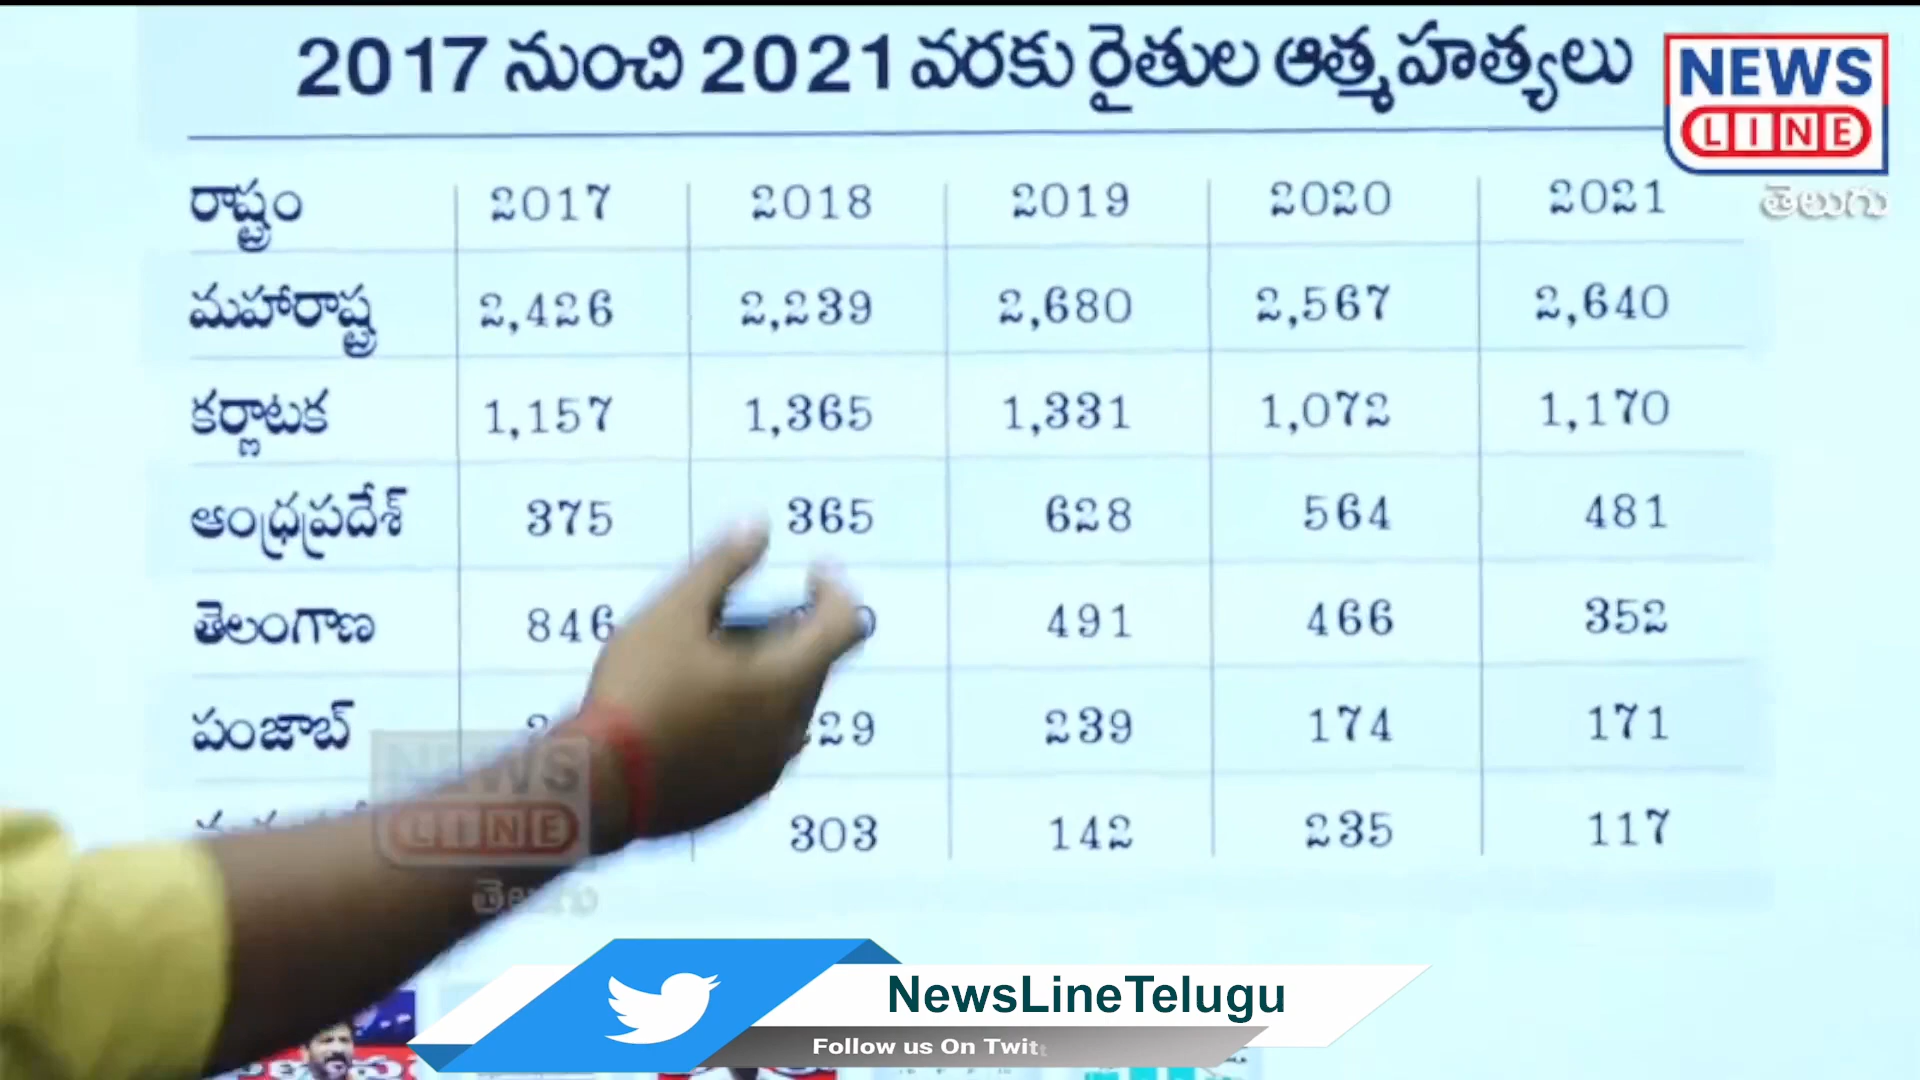 2017 నుంచి 2021 వరకు రైతుల ఆత్మహత్యలు
NEWS
LINE
తెలుగు
రాష్ట్రం 2017 2018 2019 2020 2021
మహారాష్ట్ర 2,426 2,239 2,680 2,567 2,640
కర్ణాటక 1,157 1,365 1,331 1,072 1,170
ఆంధ్రప్రదేశ్ 375 365 628 564 481
తెలంగాణ 846 491 466 352
పంజాబ్ 239 174 171
303 142 235 117
NEWS
LINE
తెలుగు
NewsLineTelugu
Follow us On Twit